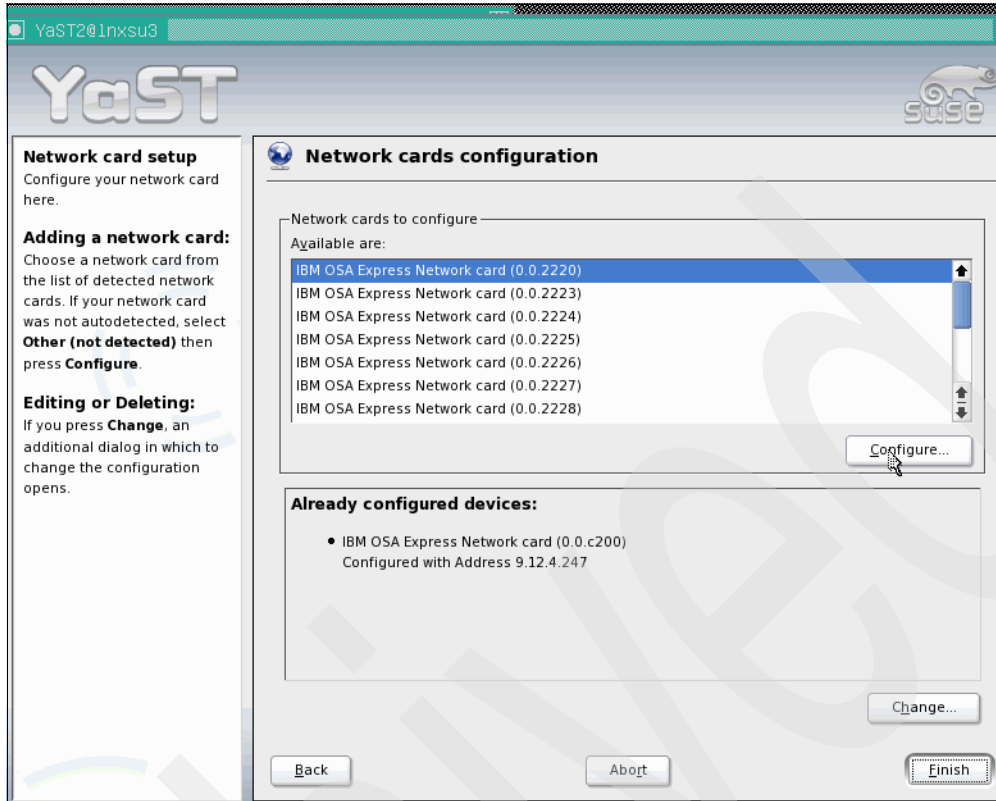 YaST2@lnxsu3
YaST
suse
Network card setup
Configure your network card
here.
Adding a network card:
Choose a network card from
the list of detected network
cards. If your network card
was not autodetected, select
Other (not detected) then
press Configure.
Editing or Deleting:
If you press Change, an
additional dialog in which to
change the configuration
opens.
Network cards configuration
Network cards to configure
Available are:
IBM OSA Express Network card (0.0.2220)
IBM OSA Express Network card (0.0.2223)
IBM OSA Express Network card (0.0.2224)
IBM OSA Express Network card (0.0.2225)
IBM OSA Express Network card (0.0.2226)
IBM OSA Express Network card (0.0.2227)
IBM OSA Express Network card (0.0.2228)
Configure...
Already configured devices:
• IBM OSA Express Network card (0.0.c200)
Configured with Address 9.12.4.247
Change...
Back
Abort
Finish